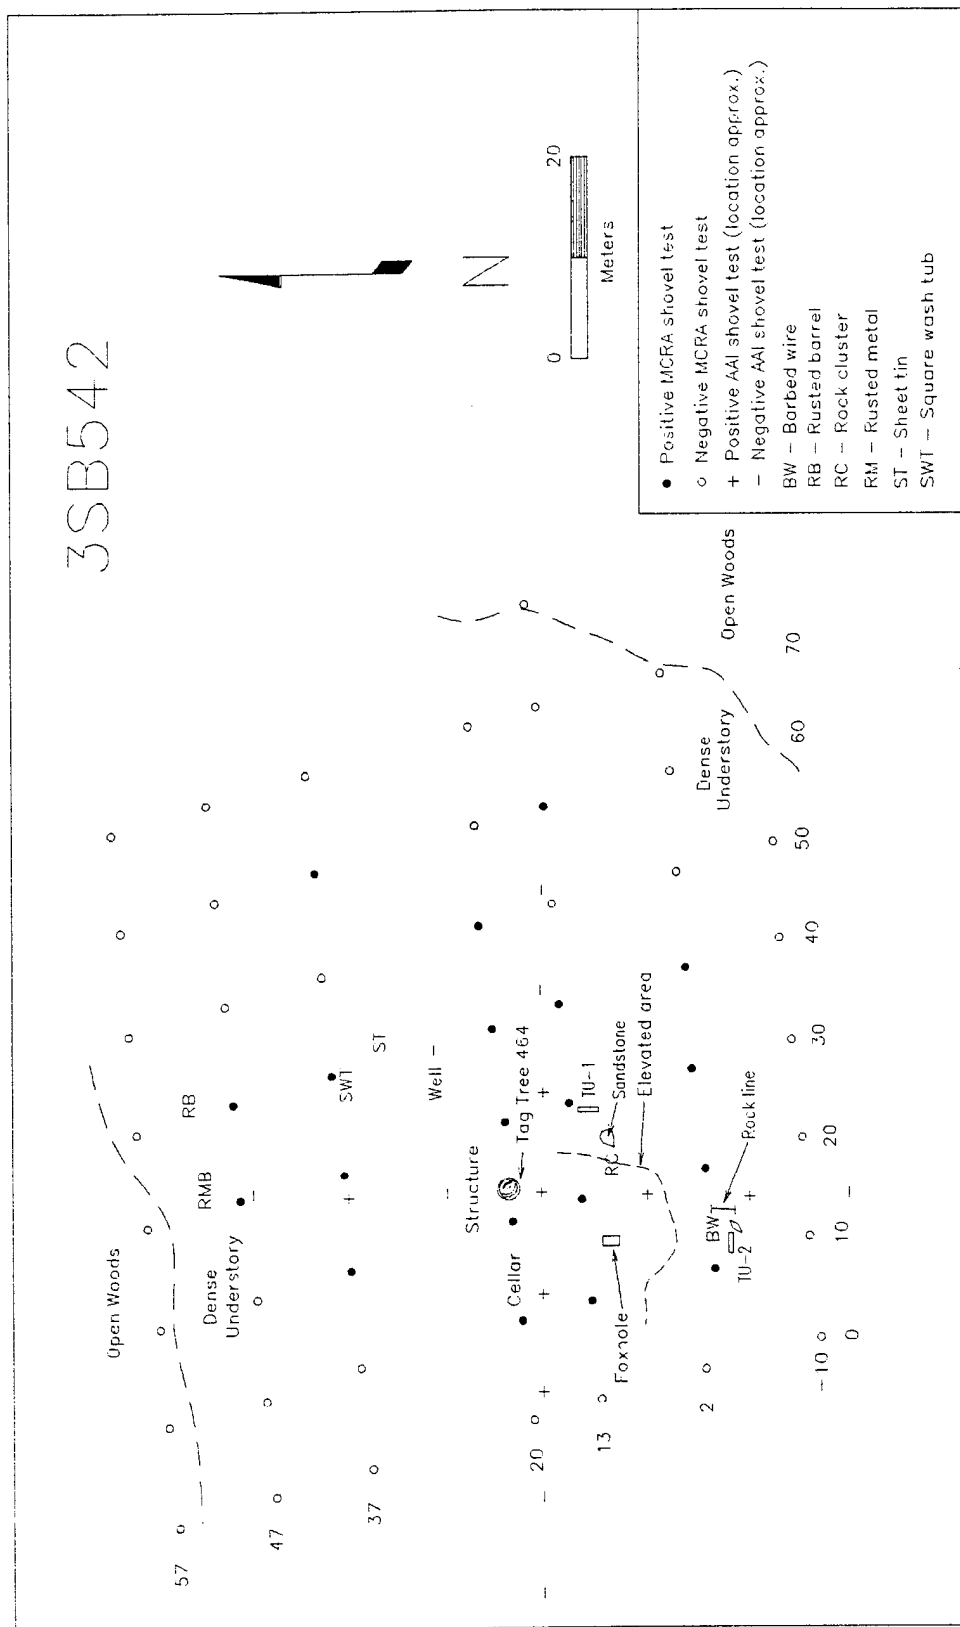 3SB542
N
0 20
Meters
● Positive MCRA shovel test
○ Negative MCRA shovel test
+ Positive AAI shovel test (location approx.)
– Negative AAI shovel test (location approx.)
BW – Barbed wire
RB – Rusted barrel
RC – Rock cluster
RM – Rusted metal
ST – Sheet tin
SWT – Square wash tub
Open Woods
Dense
Understory
RMB
RB
57
47
37
SWT
ST
Well
Structure
Cellar
Tag Tree 464
20
13
TU-1
RC
Sandstone
Elevated area
Foxhole
2
BW
TU-2
Rock line
Dense
Understory
Open Woods
-10
0
10
20
30
40
50
60
70